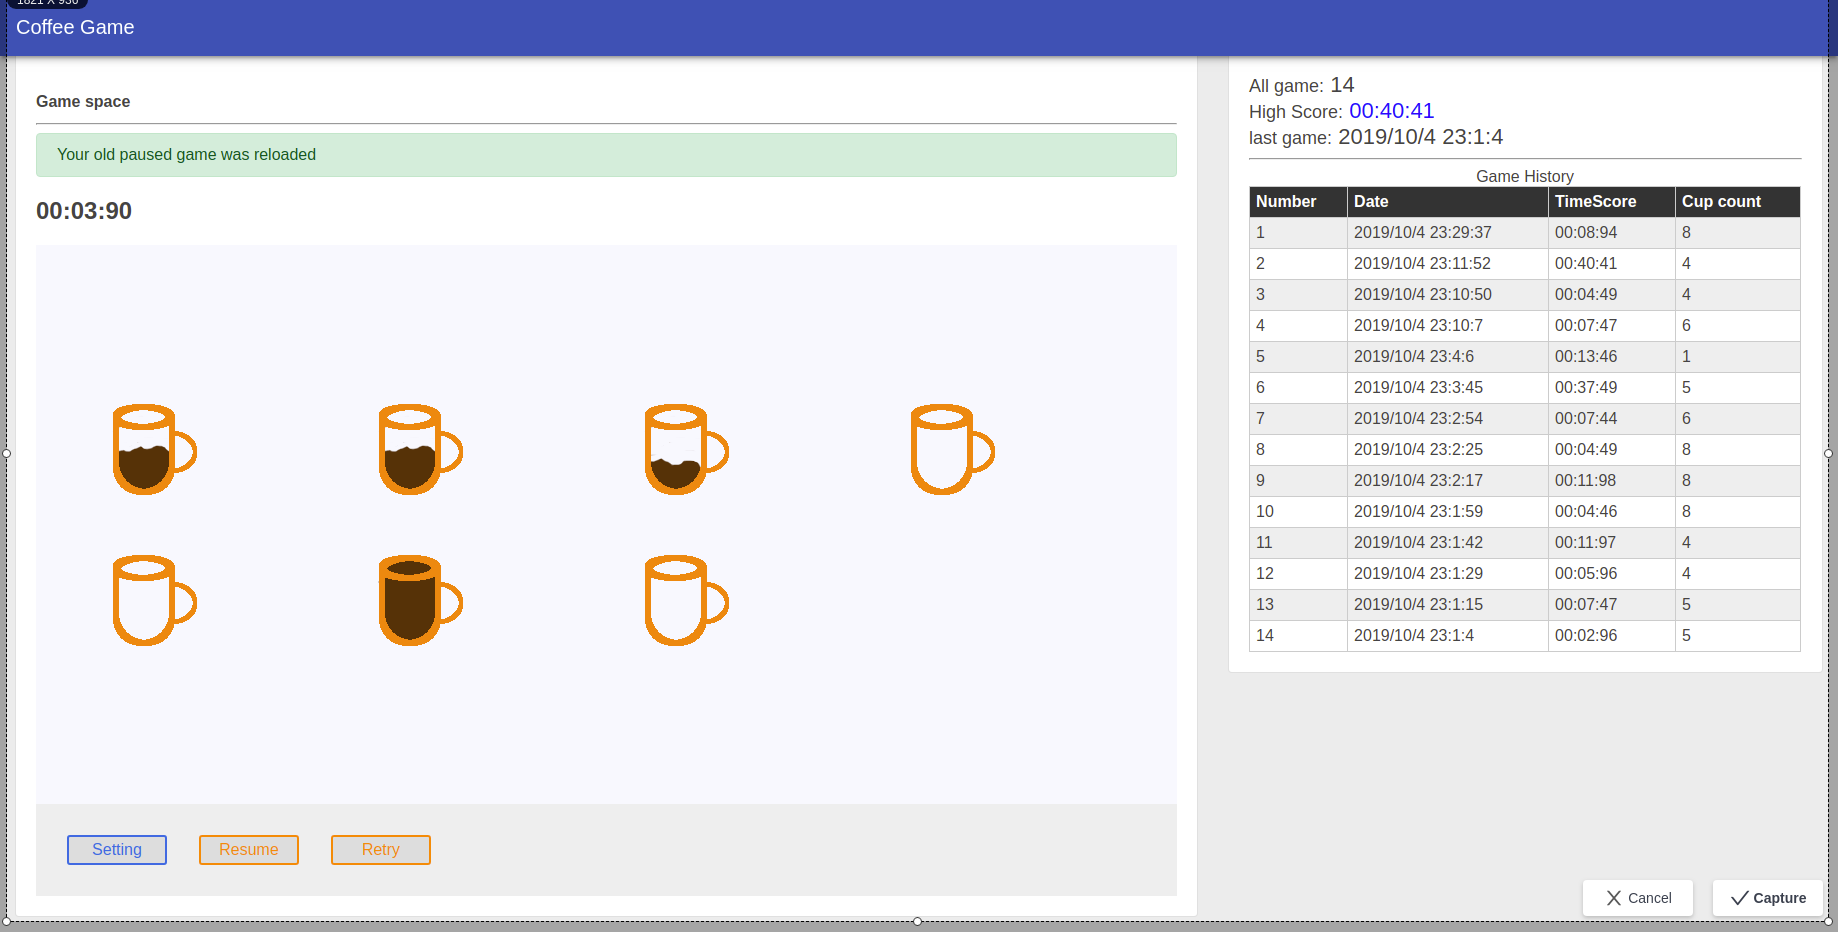 1821 X 930
Coffee Game
Game space
Your old paused game was reloaded
00:03:90
Setting
Resume
Retry
All game: 14
High Score: 00:40:41
last game: 2019/10/4 23:1:4
Game History
Number Date TimeScore Cup count
1 2019/10/4 23:29:37 00:08:94 8
2 2019/10/4 23:11:52 00:40:41 4
3 2019/10/4 23:10:50 00:04:49 4
4 2019/10/4 23:10:7 00:07:47 6
5 2019/10/4 23:4:6 00:13:46 1
6 2019/10/4 23:3:45 00:37:49 5
7 2019/10/4 23:2:54 00:07:44 6
8 2019/10/4 23:2:25 00:04:49 8
9 2019/10/4 23:2:17 00:11:98 8
10 2019/10/4 23:1:59 00:04:46 8
11 2019/10/4 23:1:42 00:11:97 4
12 2019/10/4 23:1:29 00:05:96 4
13 2019/10/4 23:1:15 00:07:47 5
14 2019/10/4 23:1:4 00:02:96 5
Cancel
Capture